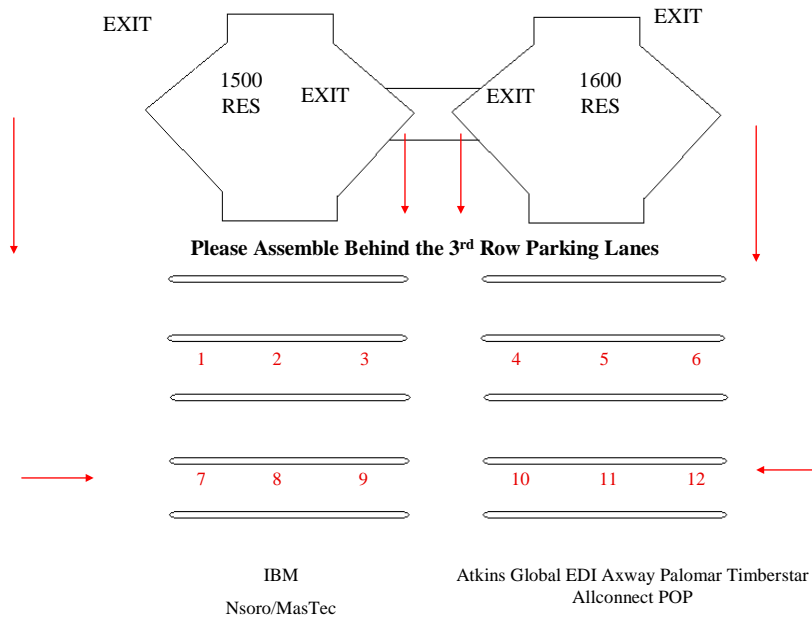 EXIT
EXIT
1500
RES
EXIT
EXIT
1600
RES
Please Assemble Behind the 3rd Row Parking Lanes
1 2 3 4 5 6
7 8 9 10 11 12
IBM
Nsoro/MasTec
Atkins Global EDI Axway Palomar Timberstar
Allconnect POP